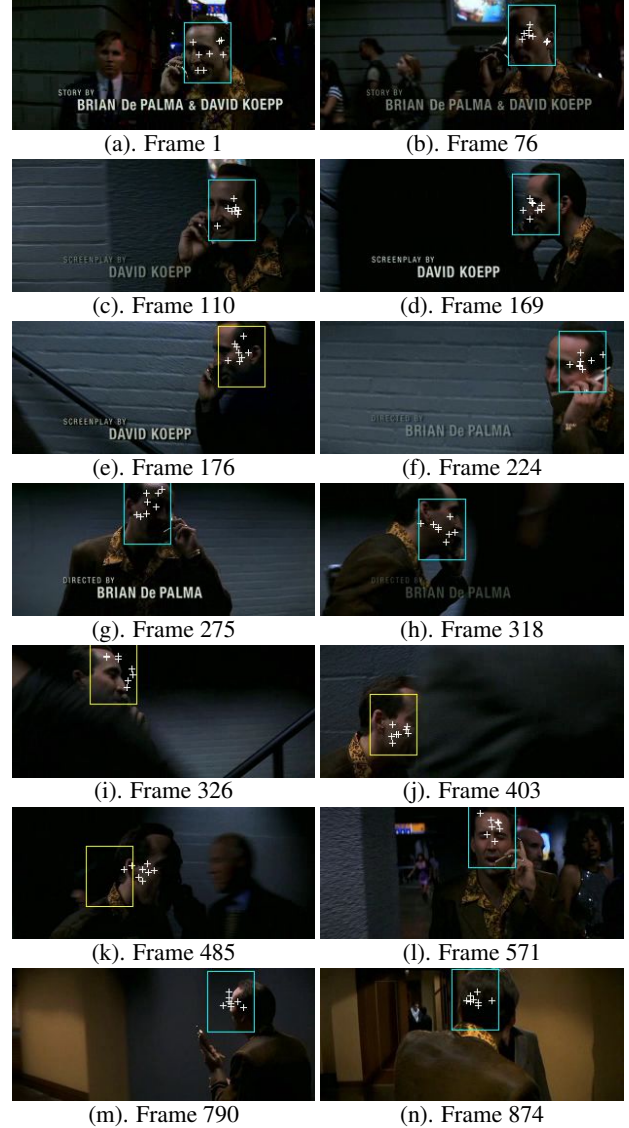 STORY BY
BRIAN De PALMA & DAVID KOEPP
STORY BY
BRIAN De PALMA & DAVID KOEPP
(a). Frame 1
(b). Frame 76
SCREENPLAY BY
DAVID KOEPP
SCREENPLAY BY
DAVID KOEPP
(c). Frame 110
(d). Frame 169
SCREENPLAY BY
DAVID KOEPP
DIRECTED BY
BRIAN De PALMA
(e). Frame 176
(f). Frame 224
DIRECTED BY
BRIAN De PALMA
DIRECTED BY
BRIAN De PALMA
(g). Frame 275
(h). Frame 318
(i). Frame 326
(j). Frame 403
(k). Frame 485
(l). Frame 571
(m). Frame 790
(n). Frame 874